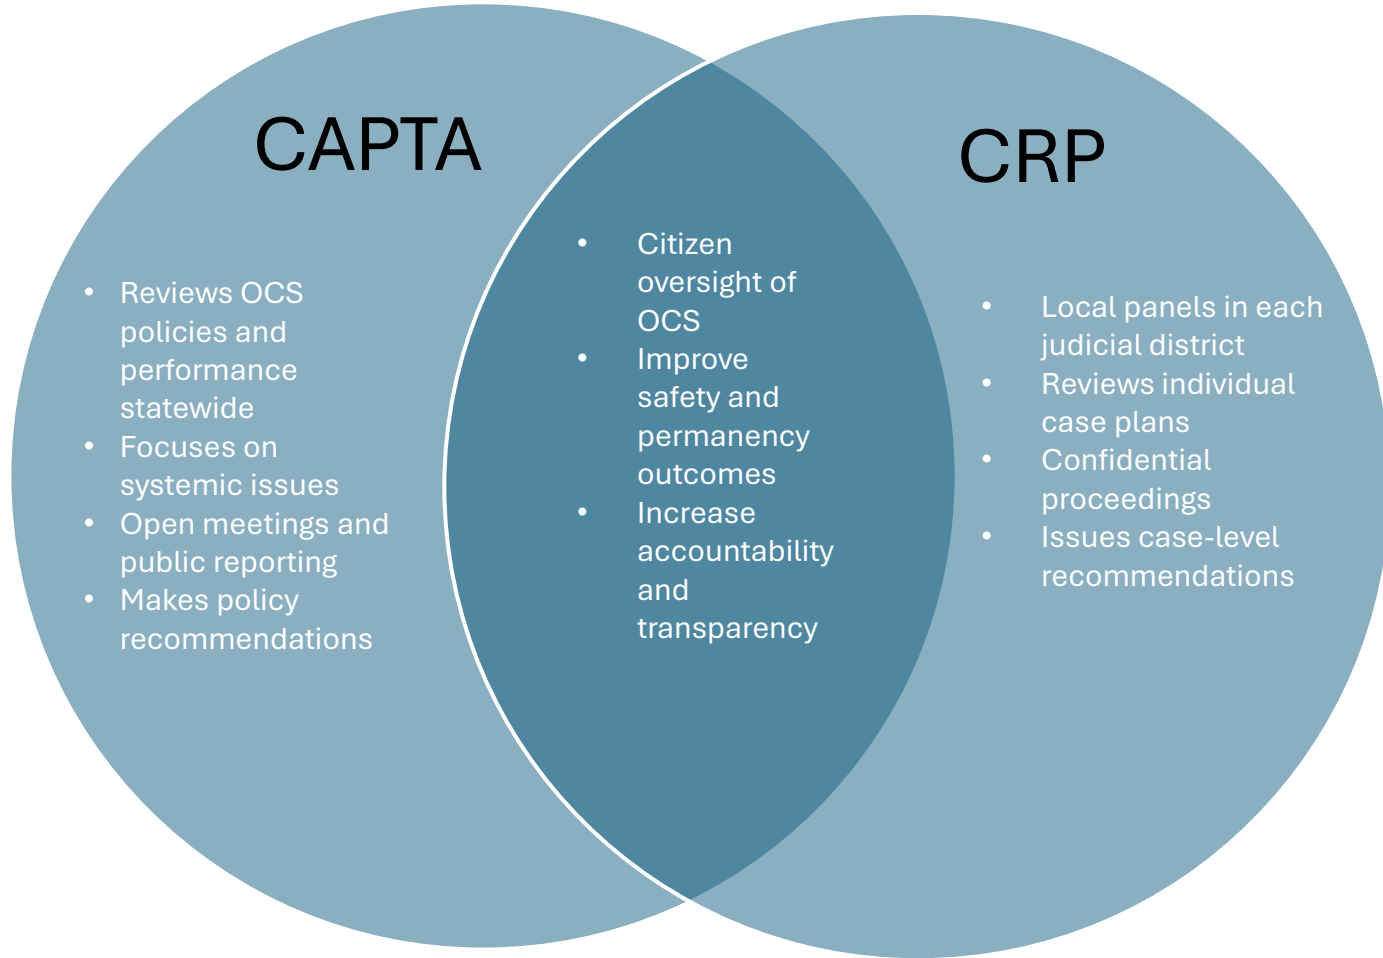 CAPTA
• Reviews OCS
policies and
performance
statewide
• Focuses on
systemic issues
• Open meetings and
public reporting
• Makes policy
recommendations
• Citizen
oversight of
OCS
• Improve
safety and
permanency
outcomes
• Increase
accountability
and
transparency
CRP
• Local panels in each
judicial district
• Reviews individual
case plans
• Confidential
proceedings
• Issues case-level
recommendations